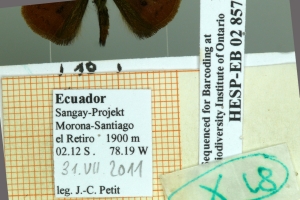 10
Ecuador
Sangay-Projekt
Morona-Santiago
el Retiro * 1900 m
02.12 S . 78.19 W
31. VII 2011
leg. J.-C. Petit
Sequenced for Barcoding at
Biodiversity Institute of Ontario
HESP-EB 02 857
X 48